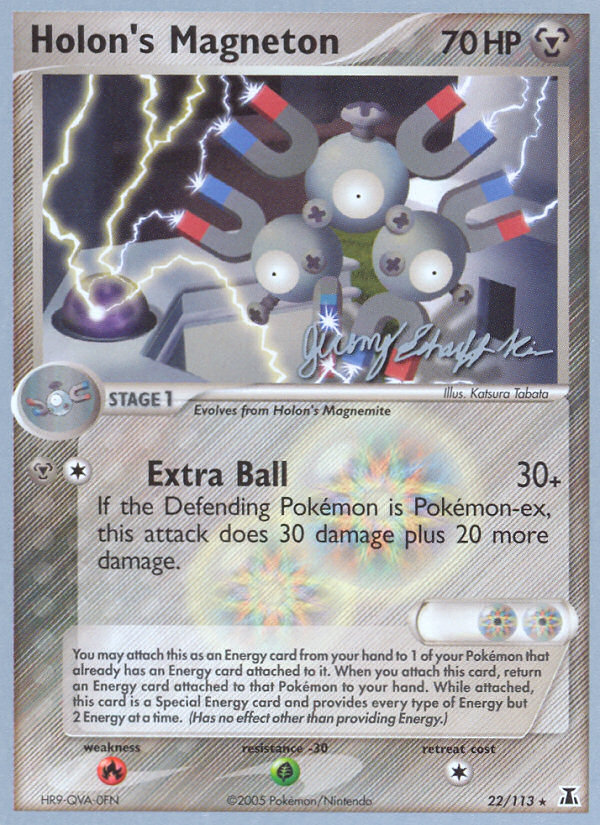 Holon's Magneton 70 HP
Illus. Katsura Tabata
STAGE 1
Evolves from Holon's Magnemite
Extra Ball 30+
If the Defending Pokémon is Pokémon-ex,
this attack does 30 damage plus 20 more
damage.
You may attach this as an Energy card from your hand to 1 of your Pokémon that
already has an Energy card attached to it. When you attach this card, return
an Energy card attached to that Pokémon to your hand. While attached,
this card is a Special Energy card and provides every type of Energy but
2 Energy at a time. (Has no effect other than providing Energy.)
weakness resistance -30 retreat cost
HR9-QVA-0FN ©2005 Pokémon/Nintendo 22/113 ★